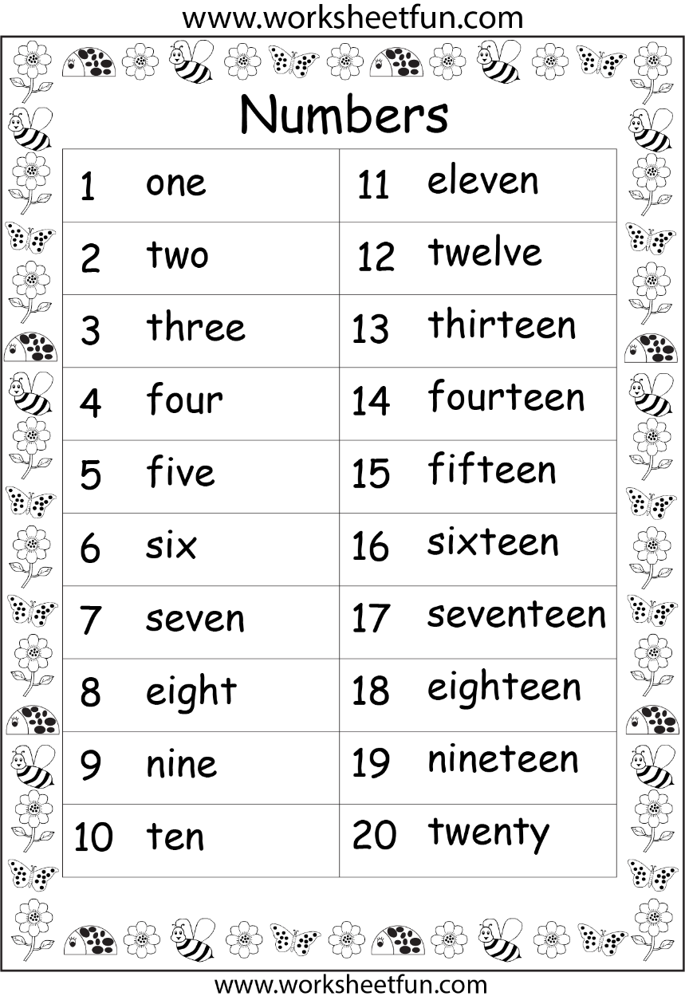 www.worksheetfun.com
Numbers
1 one 11 eleven
2 two 12 twelve
3 three 13 thirteen
4 four 14 fourteen
5 five 15 fifteen
6 six 16 sixteen
7 seven 17 seventeen
8 eight 18 eighteen
9 nine 19 nineteen
10 ten 20 twenty
www.worksheetfun.com